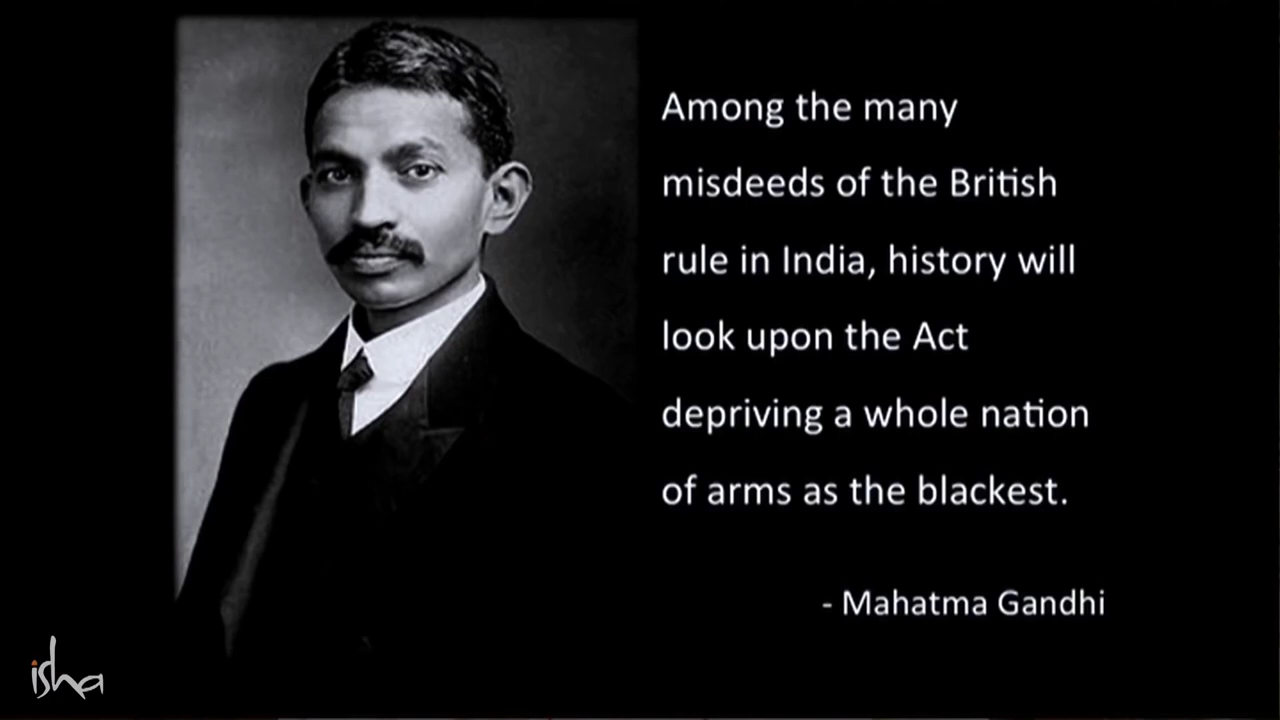 Among the many
misdeeds of the British
rule in India, history will
look upon the Act
depriving a whole nation
of arms as the blackest.
- Mahatma Gandhi
isha